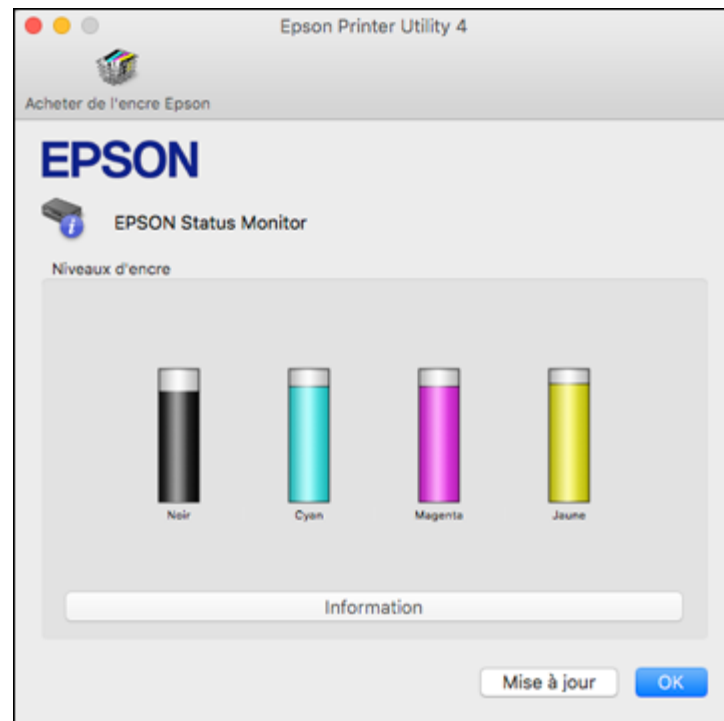 Epson Printer Utility 4
Acheter de l'encre Epson
EPSON
EPSON Status Monitor
Niveaux d'encre
Noir
Cyan
Magenta
Jaune
Information
Mise à jour
OK